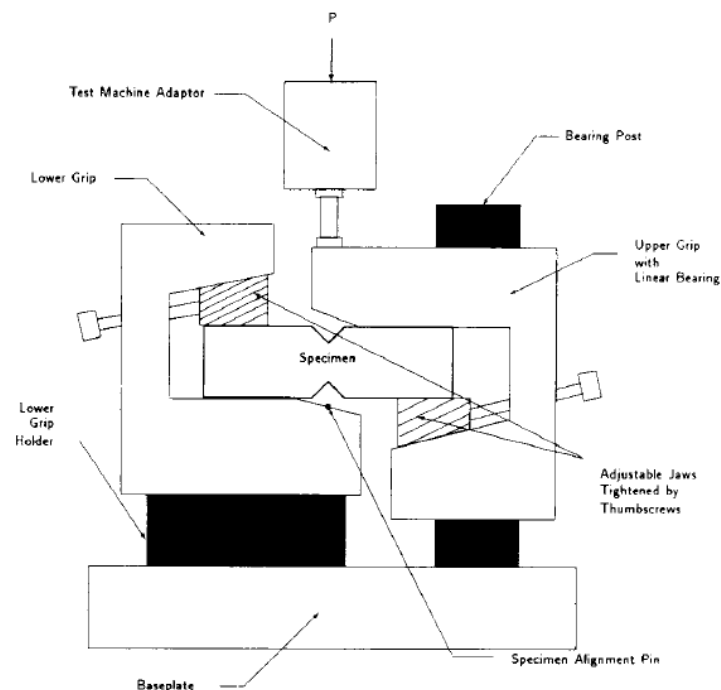 P
Test Machine Adaptor
Bearing Post
Lower Grip
Upper Grip
with
Linear Bearing
Specimen
Lower
Grip
Holder
Adjustable Jaws
Tightened by
Thumbscrews
Specimen Alignment Pin
Baseplate